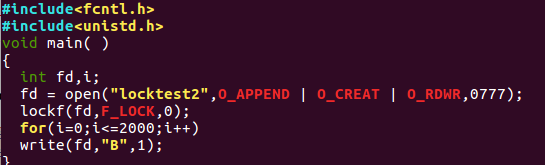 #include<fcntl.h>
#include<unistd.h>
void main( )
{
  int fd,i;
  fd = open("locktest2",O_APPEND | O_CREAT | O_RDWR,0777);
  lockf(fd,F_LOCK,0);
  for(i=0;i<=2000;i++)
  write(fd,"B",1);
}